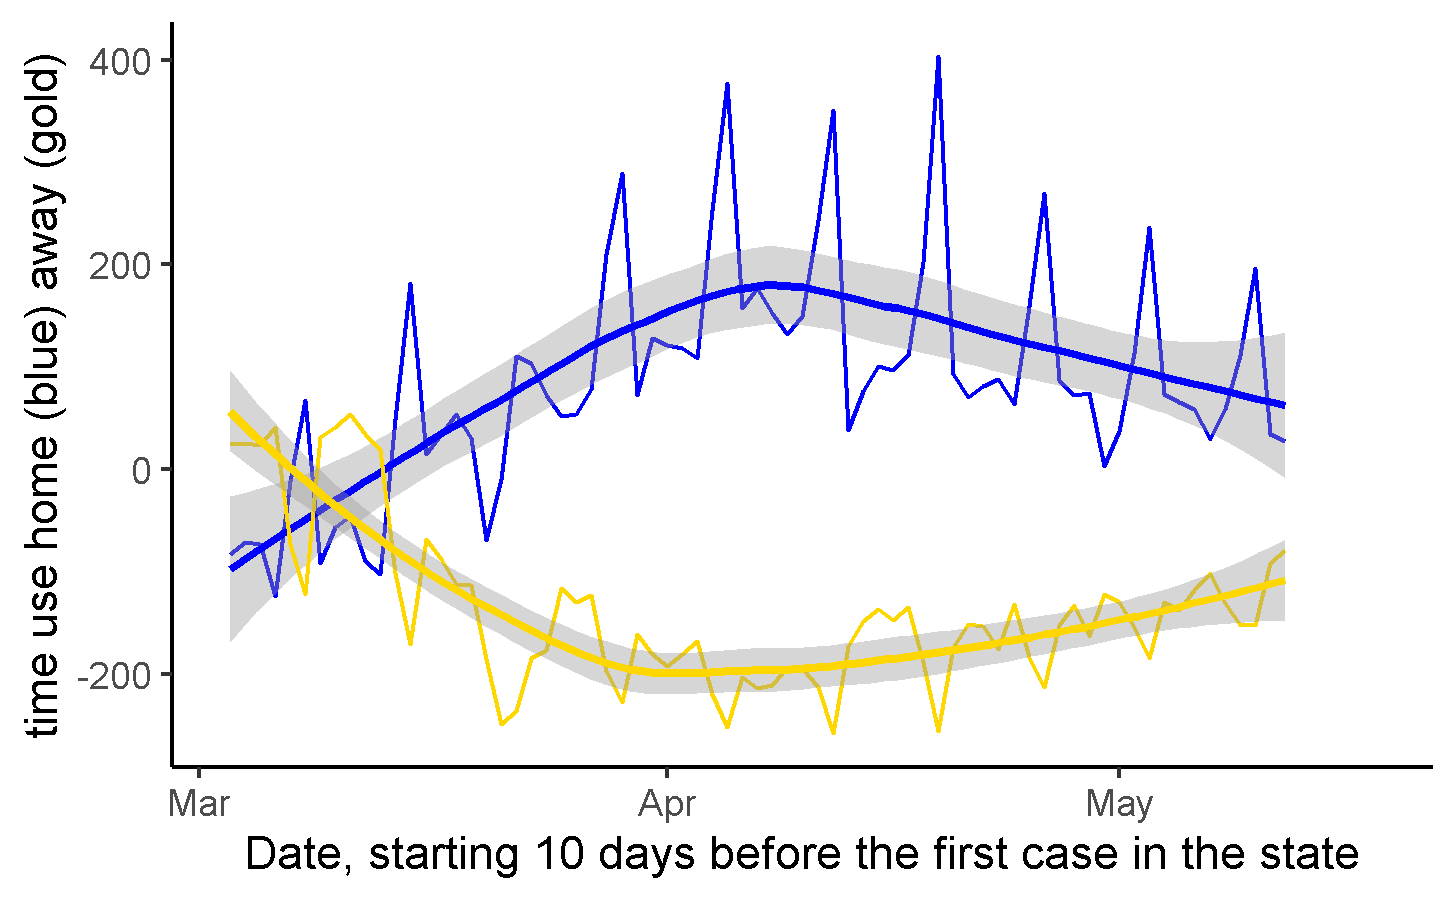 time use home (blue) away (gold)
400
200
0
-200
Mar
Apr
May
Date, starting 10 days before the first case in the state